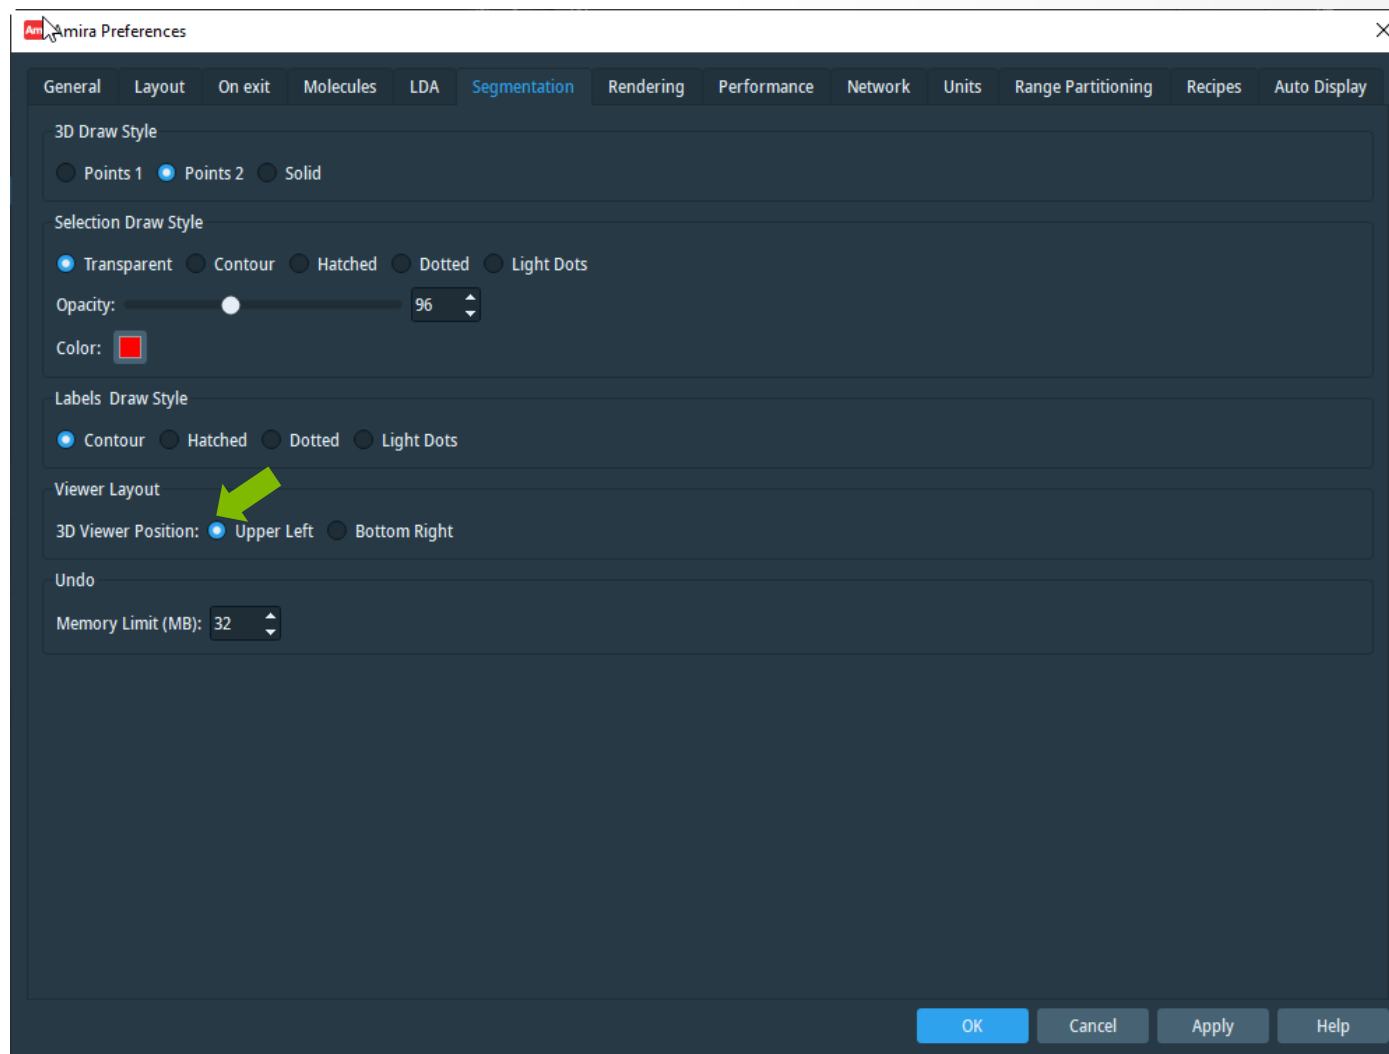 Am Amira Preferences
General Layout On exit Molecules LDA Segmentation Rendering Performance Network Units Range Partitioning Recipes Auto Display
3D Draw Style
Points 1 Points 2 Solid
Selection Draw Style
Transparent Contour Hatched Dotted Light Dots
Opacity: 96
Color:
Labels Draw Style
Contour Hatched Dotted Light Dots
Viewer Layout
3D Viewer Position: Upper Left Bottom Right
Undo
Memory Limit (MB): 32
OK Cancel Apply Help